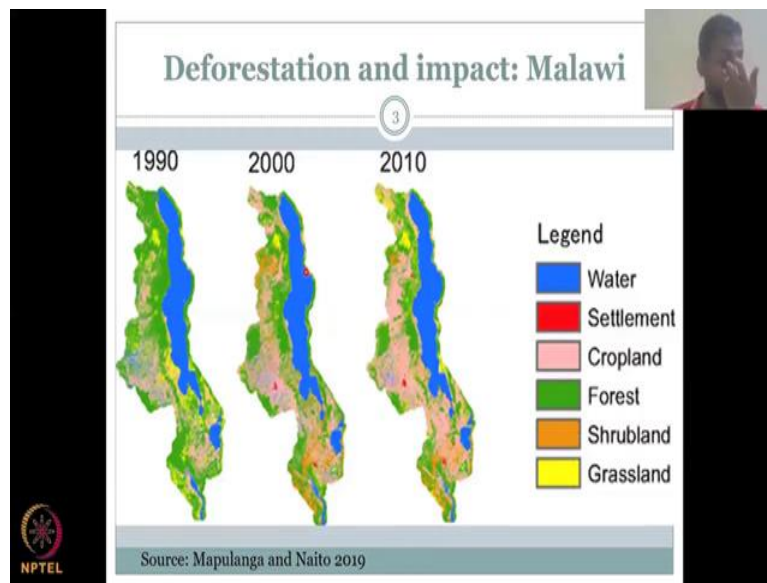 Deforestation and impact: Malawi
3
1990 2000 2010
Legend
Water
Settlement
Cropland
Forest
Shrubland
Grassland
Source: Mapulanga and Naito 2019
NPTEL